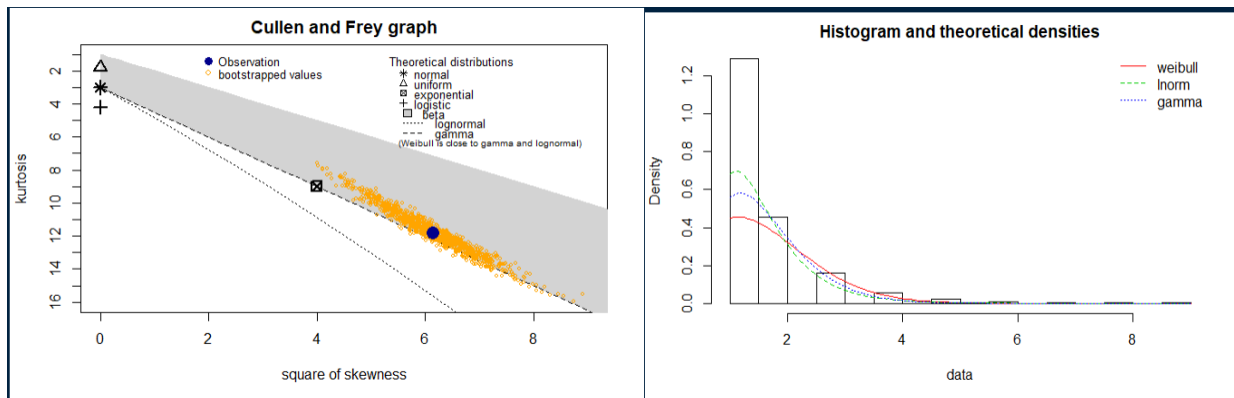 Cullen and Frey graph
Observation
bootstrapped values
Theoretical distributions
normal
uniform
exponential
logistic
beta
lognormal
gamma
(Weibull is close to gamma and lognormal)
kurtosis
2
4
6
8
9
10
12
14
16
0 2 4 6 8
square of skewness
Histogram and theoretical densities
weibull
lnorm
gamma
Density
1.2
1.0
0.8
0.6
0.4
0.2
0.0
2 4 6 8
data